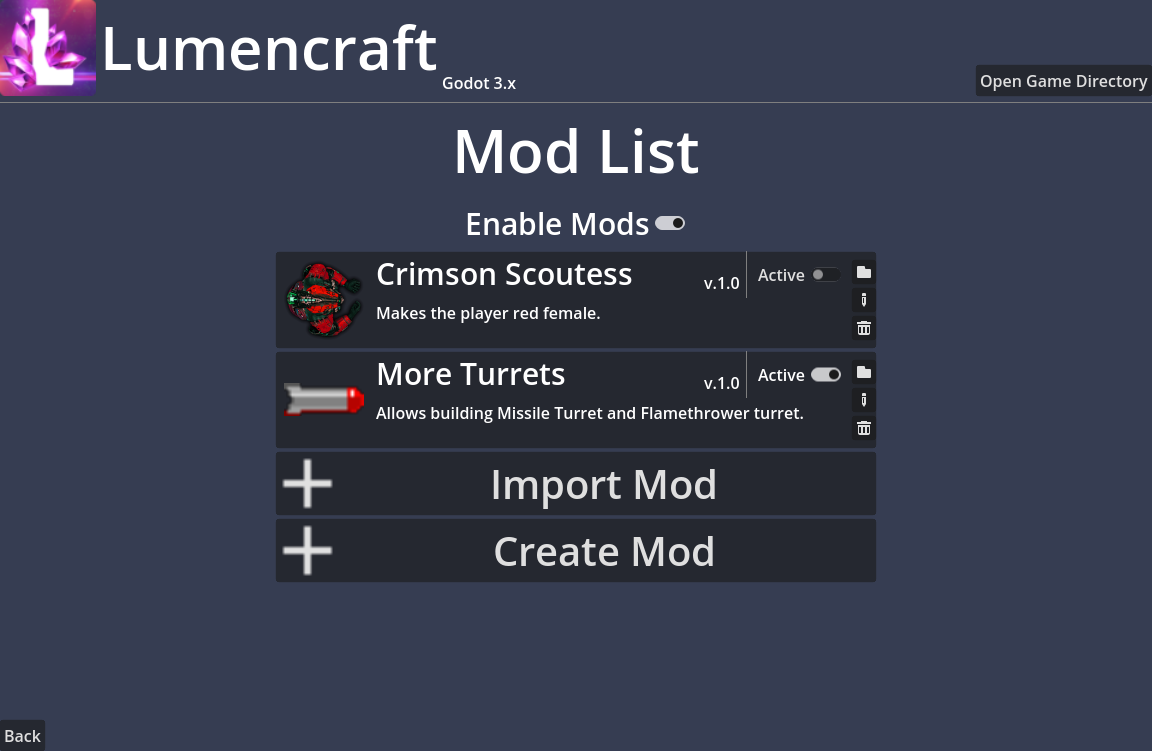 Lumencraft
Godot 3.x
Open Game Directory
Mod List
Enable Mods
Crimson Scoutess
v.1.0
Active
Makes the player red female.
More Turrets
v.1.0
Active
Allows building Missile Turret and Flamethrower turret.
Import Mod
Create Mod
Back